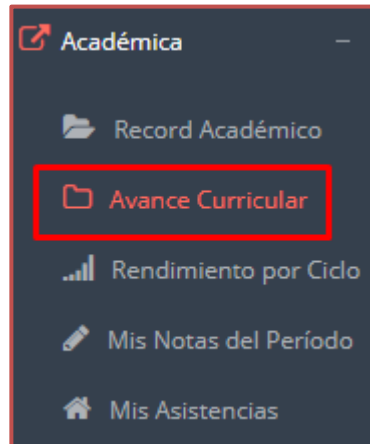 Académica
Record Académico
Avance Curricular
Rendimiento por Ciclo
Mis Notas del Período
Mis Asistencias